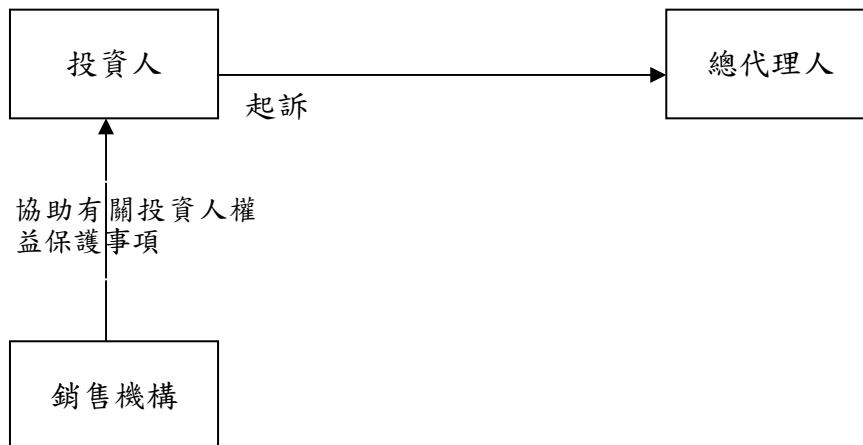 投資人
總代理人
起訴
協助有關投資人權
益保護事項
銷售機構